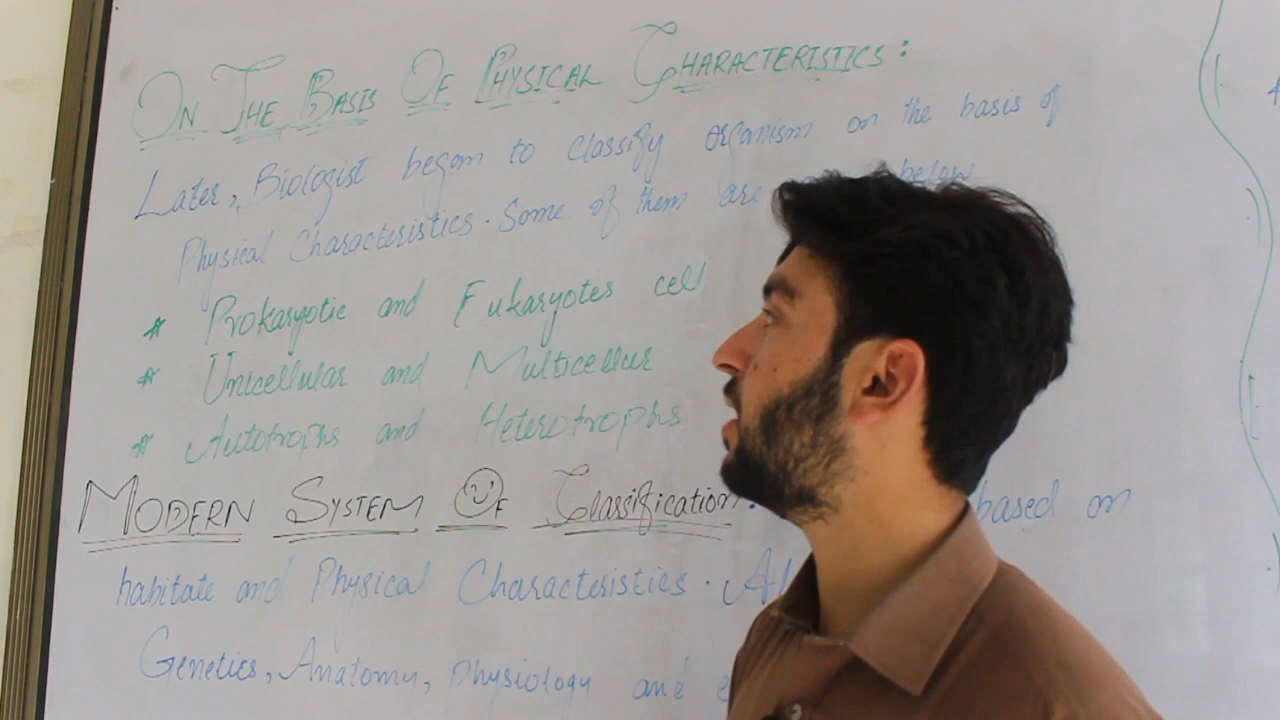 ON THE BASIS OF PHYSICAL CHARACTERISTICS:
Later, Biologist began to classify organism on the basis of
Physical Characteristics. Some of them are below
* Prokaryotic and Eukaryotes cell
* Unicellular and Multicellur
* Autotrophs and Heterotrophs
MODERN SYSTEM OF Classification: based on
habitate and Physical Characteristics.
Genetics, Anatomy, Physiology and